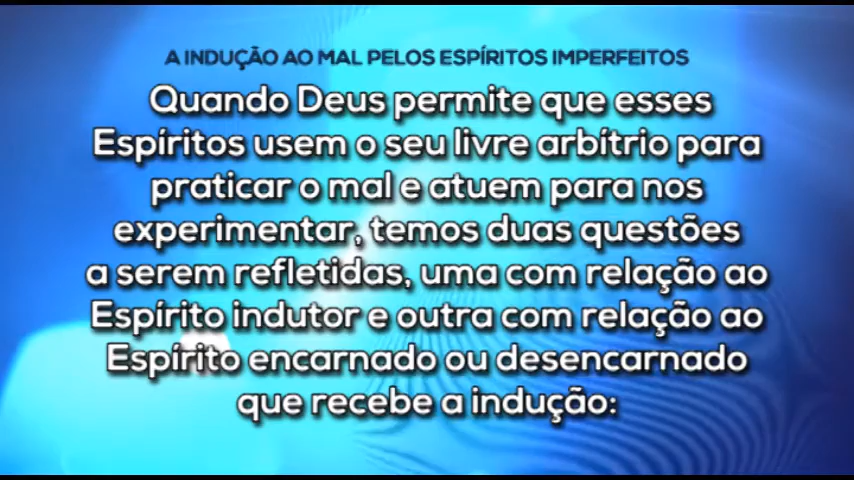 A INDUÇÃO AO MAL PELOS ESPÍRITOS IMPERFEITOS
Quando Deus permite que esses
Espíritos usem o seu livre arbítrio para
praticar o mal e atuem para nos
experimentar, temos duas questões
a serem refletidas, uma com relação ao
Espírito indutor e outra com relação ao
Espírito encarnado ou desencarnado
que recebe a indução: